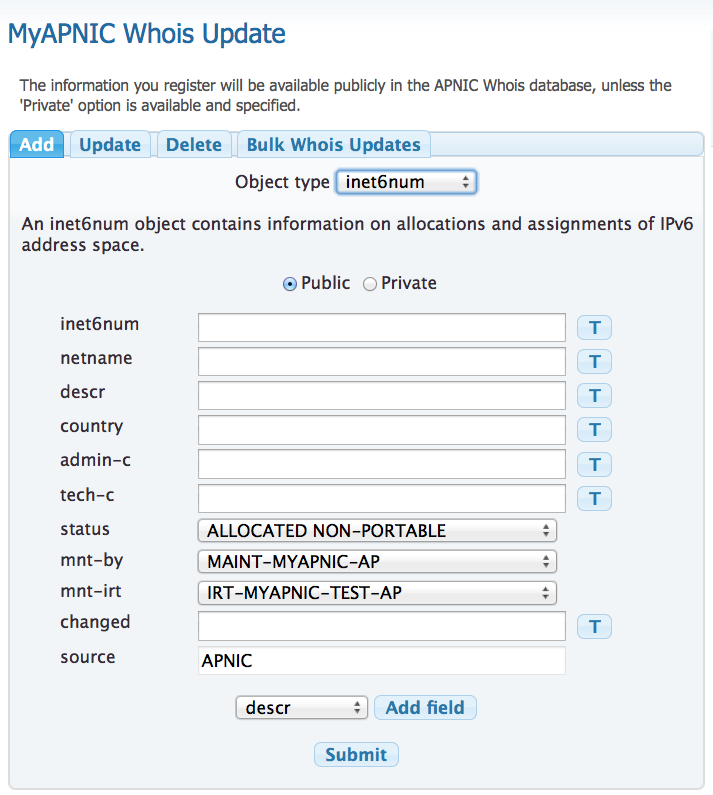 MyAPNIC Whois Update
The information you register will be available publicly in the APNIC Whois database, unless the
'Private' option is available and specified.
Add Update Delete Bulk Whois Updates
Object type inet6num
An inet6num object contains information on allocations and assignments of IPv6
address space.
Public Private
inet6num T
netname T
descr T
country T
admin-c T
tech-c T
status ALLOCATED NON-PORTABLE
mnt-by MAINT-MYAPNIC-AP
mnt-irt IRT-MYAPNIC-TEST-AP
changed T
source APNIC
descr Add field
Submit